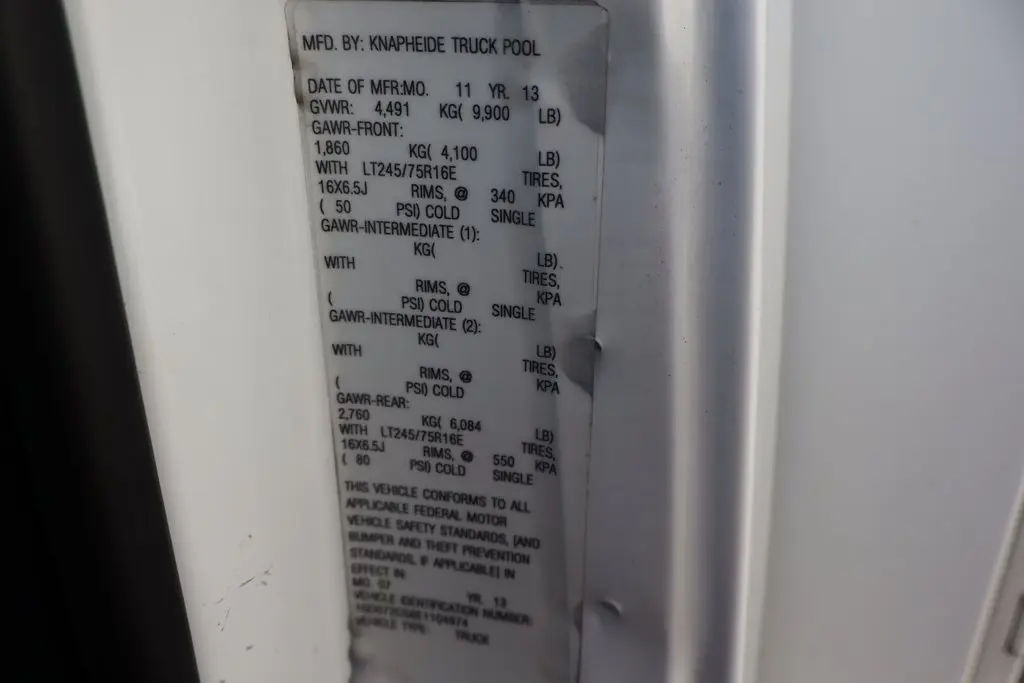 MFD. BY: KNAPHEIDE TRUCK POOL
DATE OF MFR:MO. 11 YR. 13
GVWR: 4,491 KG( 9,900 LB)
GAWR-FRONT:
1,860 KG( 4,100 LB)
WITH LT245/75R16E TIRES,
16X6.5J RIMS, @ 340 KPA
( 50 PSI) COLD SINGLE
GAWR-INTERMEDIATE (1):
KG( LB).
WITH TIRES,
RIMS, @ KPA
( PSI) COLD SINGLE
GAWR-INTERMEDIATE (2):
KG( LB)
WITH TIRES,
RIMS, @ KPA
( PSI) COLD
GAWR-REAR:
2,760 KG( 6,084 LB)
WITH LT245/75R16E TIRES,
16X6.5J RIMS, @ 550 KPA
( 80 PSI) COLD SINGLE
THIS VEHICLE CONFORMS TO ALL
APPLICABLE FEDERAL MOTOR
VEHICLE SAFETY STANDARDS, [AND
BUMPER AND THEFT PREVENTION
STANDARDS, IF APPLICABLE] IN
EFFECT IN:
MO. 07 YR. 13
VEHICLE IDENTIFICATION NUMBER:
VEHICLE TYPE: TRUCK